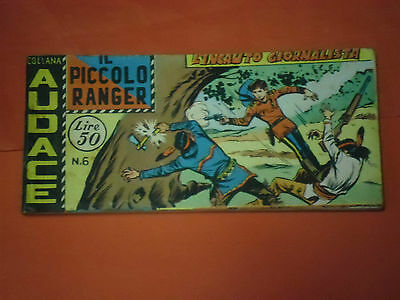 COLLANA
AUDACE
IL
PICCOLO
RANGER
Lire
50
N.6
L'INCAUTO GIORNALISTA